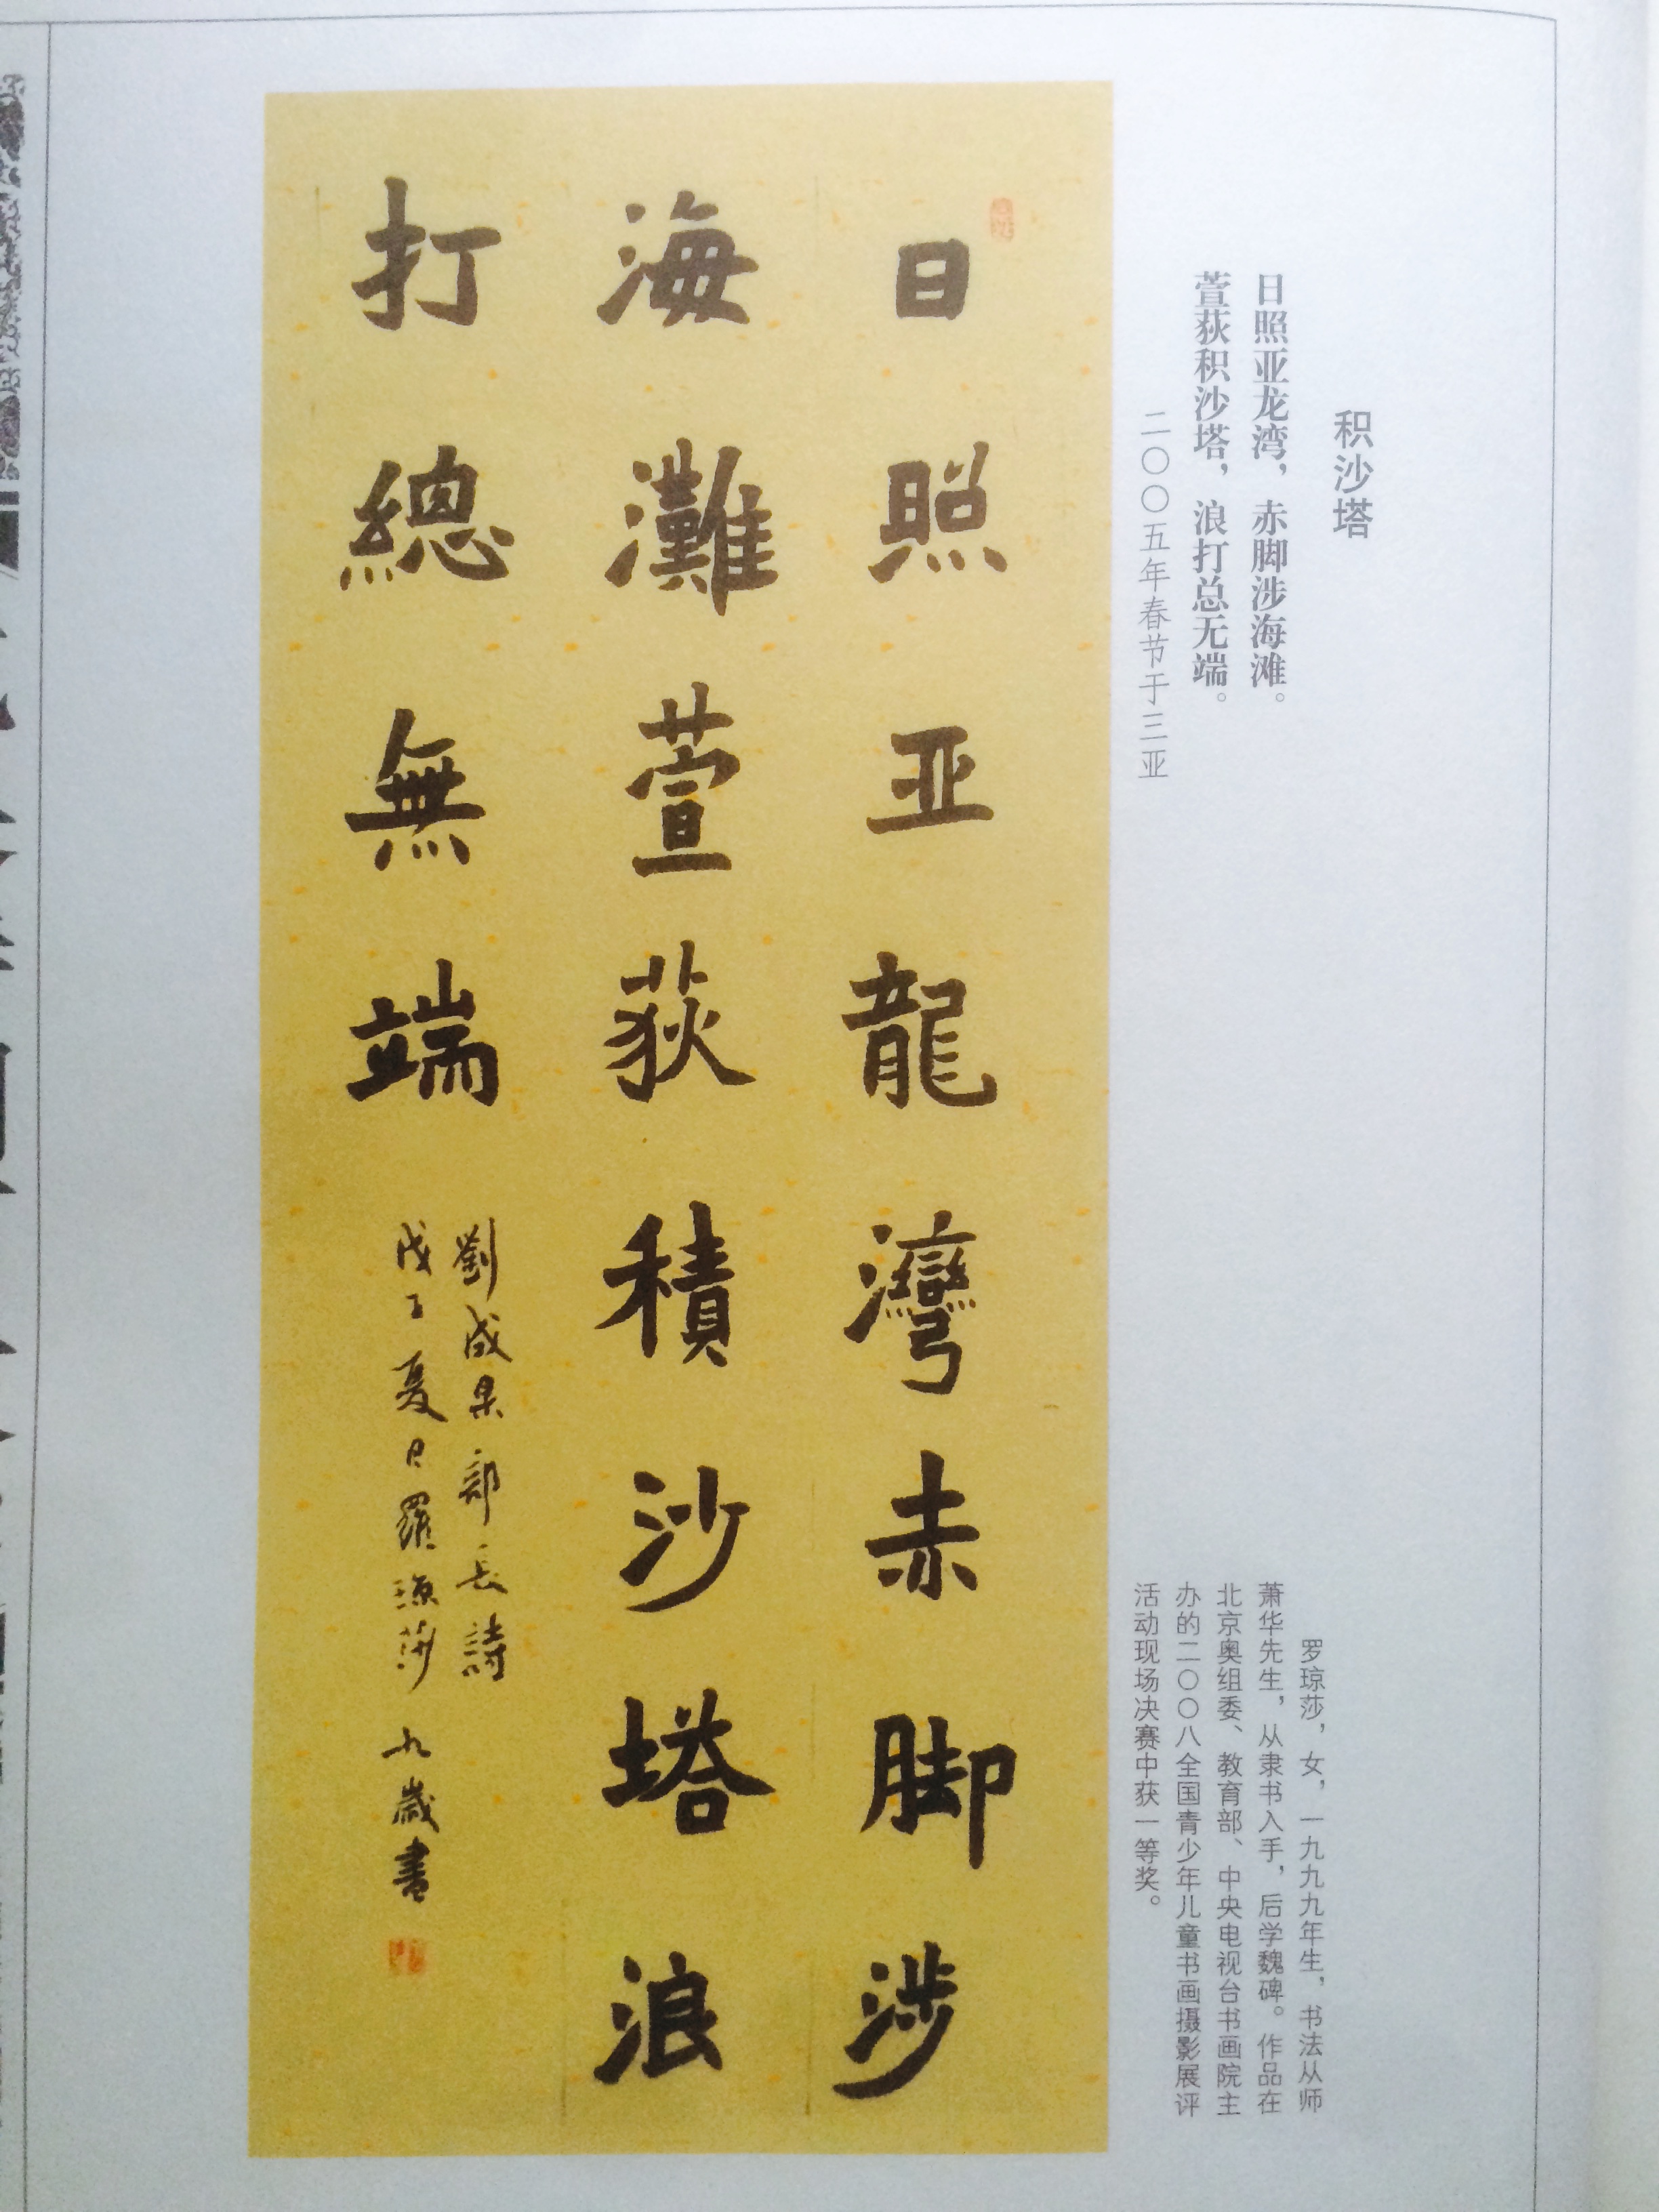 积沙塔
日照亚龙湾，赤脚涉海滩。
萱荻积沙塔，浪打总无端。
二〇〇五年春节于三亚
罗琼莎，女，一九九九年生，书法从师
萧华先生，从隶书入手，后学魏碑。作品在
北京奥组委、教育部、中央电视台书画院主
办的二〇〇八全国青少年儿童书画摄影展评
活动现场决赛中获一等奖。
日照亚龍灣赤脚涉
海灘萱荻積沙塔浪
打總無端
劉成果部長詩
夏日羅 莎九歲書